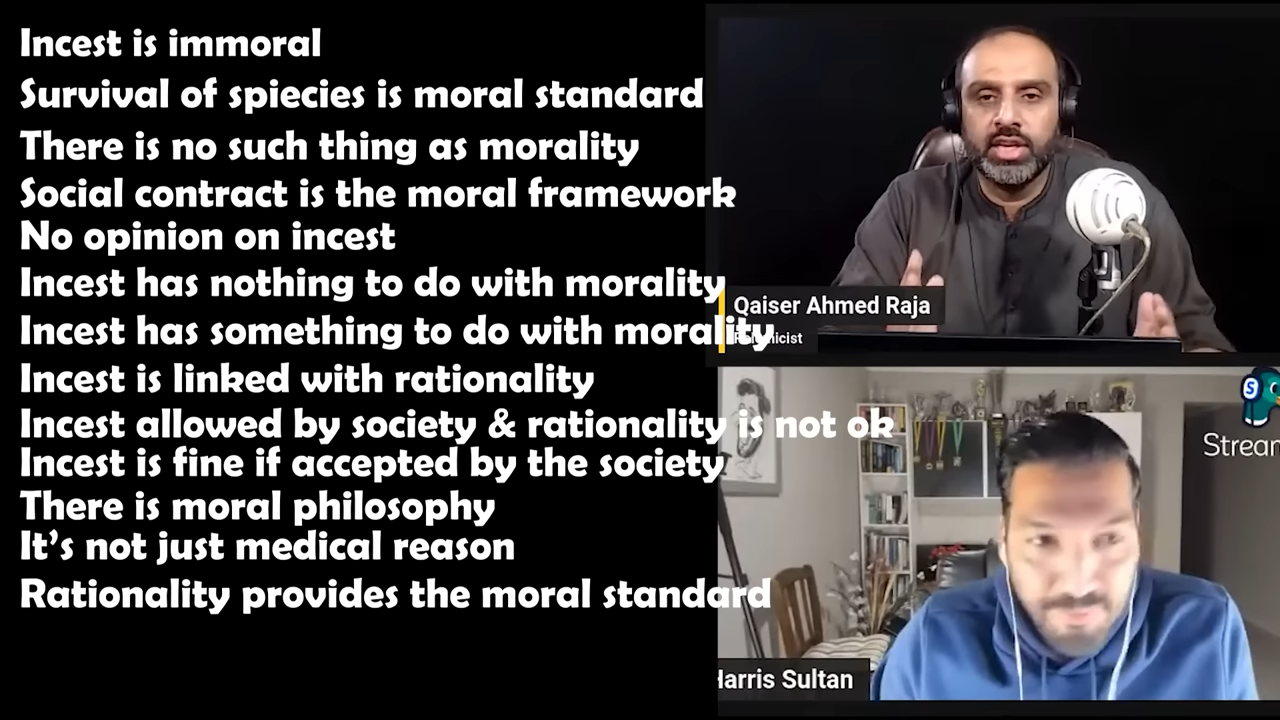 Incest is immoral
Survival of spiecies is moral standard
There is no such thing as morality
Social contract is the moral framework
No opinion on incest
Incest has nothing to do with morality
Incest has something to do with morality
Incest is linked with rationality
Incest allowed by society & rationality is not ok
Incest is fine if accepted by the society
There is moral philosophy
It's not just medical reason
Rationality provides the moral standard
Qaiser Ahmed Raja
S
Stream
Harris Sultan